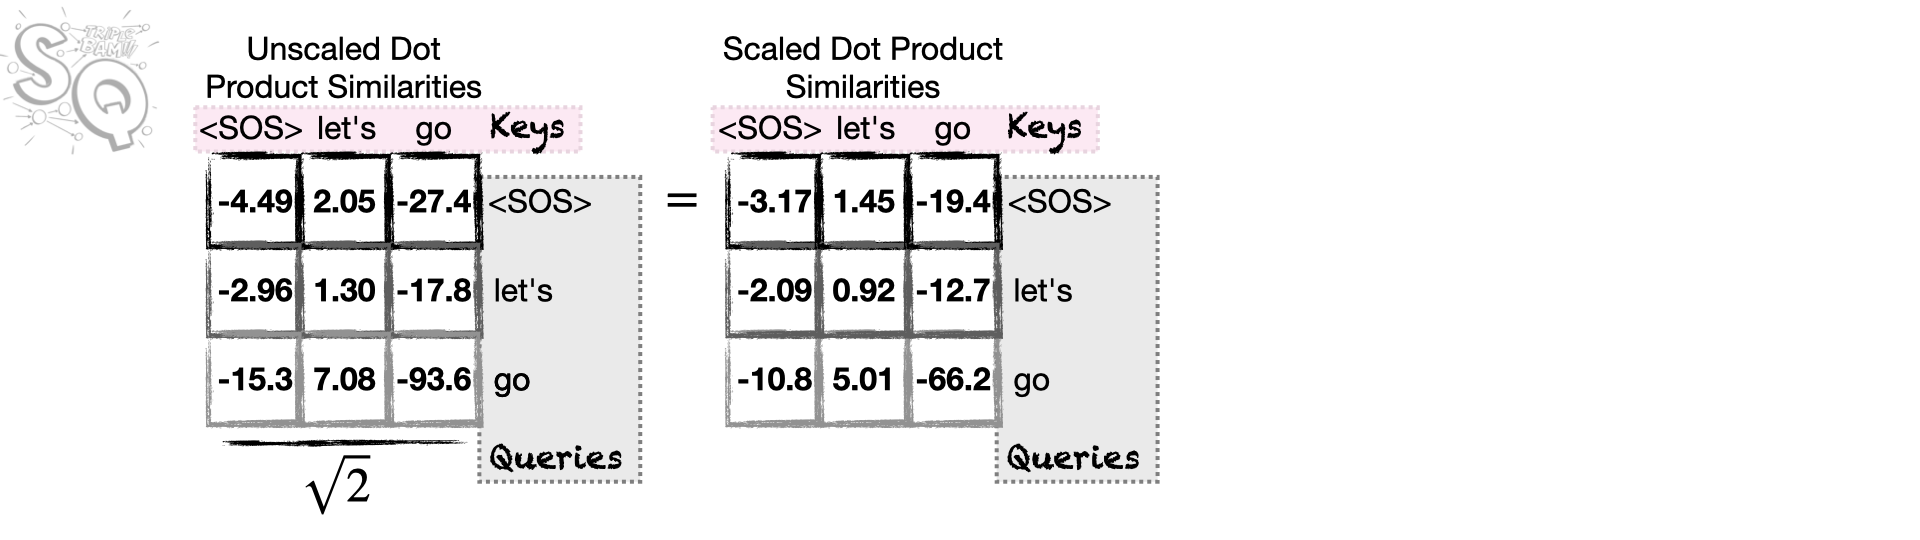 SQ
TRIPLE
BAM!!!
Unscaled Dot
Product Similarities
<SOS> let's go Keys
-4.49 2.05 -27.4 <SOS>
-2.96 1.30 -17.8 let's
-15.3 7.08 -93.6 go
Queries
√2
=
Scaled Dot Product
Similarities
<SOS> let's go Keys
-3.17 1.45 -19.4 <SOS>
-2.09 0.92 -12.7 let's
-10.8 5.01 -66.2 go
Queries